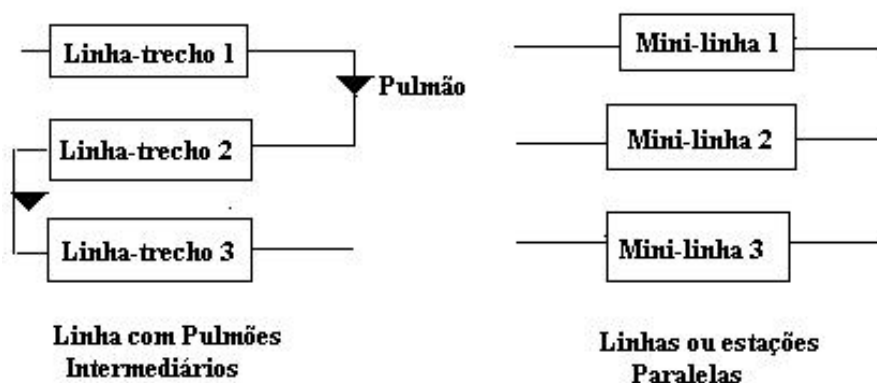 Linha-trecho 1
Pulmão
Linha-trecho 2
Linha-trecho 3
Linha com Pulmões
Intermediários
Mini-linha 1
Mini-linha 2
Mini-linha 3
Linhas ou estações
Paralelas